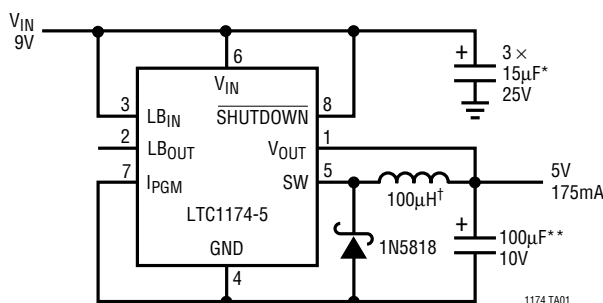 V_IN
9V
6
3 ×
15µF*
25V
V_IN
3
LB_IN
SHUTDOWN
8
2
LB_OUT
V_OUT
1
7
I_PGM
SW
5
5V
175mA
100µH†
LTC1174-5
1N5818
100µF**
10V
GND
4
1174 TA01